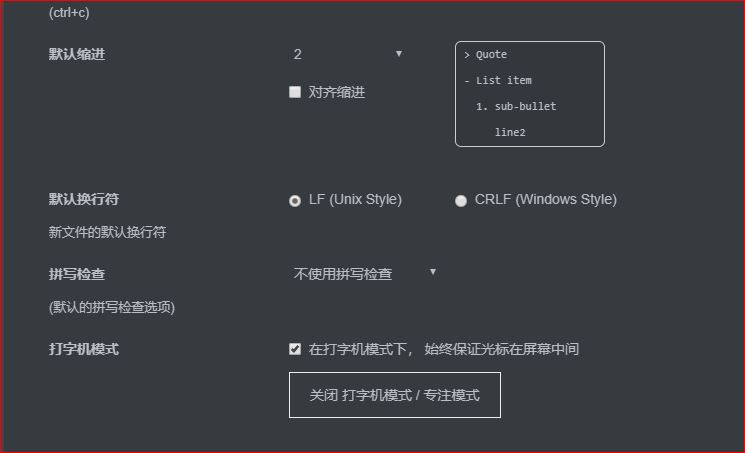 (ctrl+c)
默认缩进 2 ▼
> Quote
- List item
1. sub-bullet
line2
对齐缩进
默认换行符 LF (Unix Style) CRLF (Windows Style)
新文件的默认换行符
拼写检查 不使用拼写检查 ▼
(默认的拼写检查选项)
打字机模式 在打字机模式下， 始终保证光标在屏幕中间
关闭 打字机模式 / 专注模式